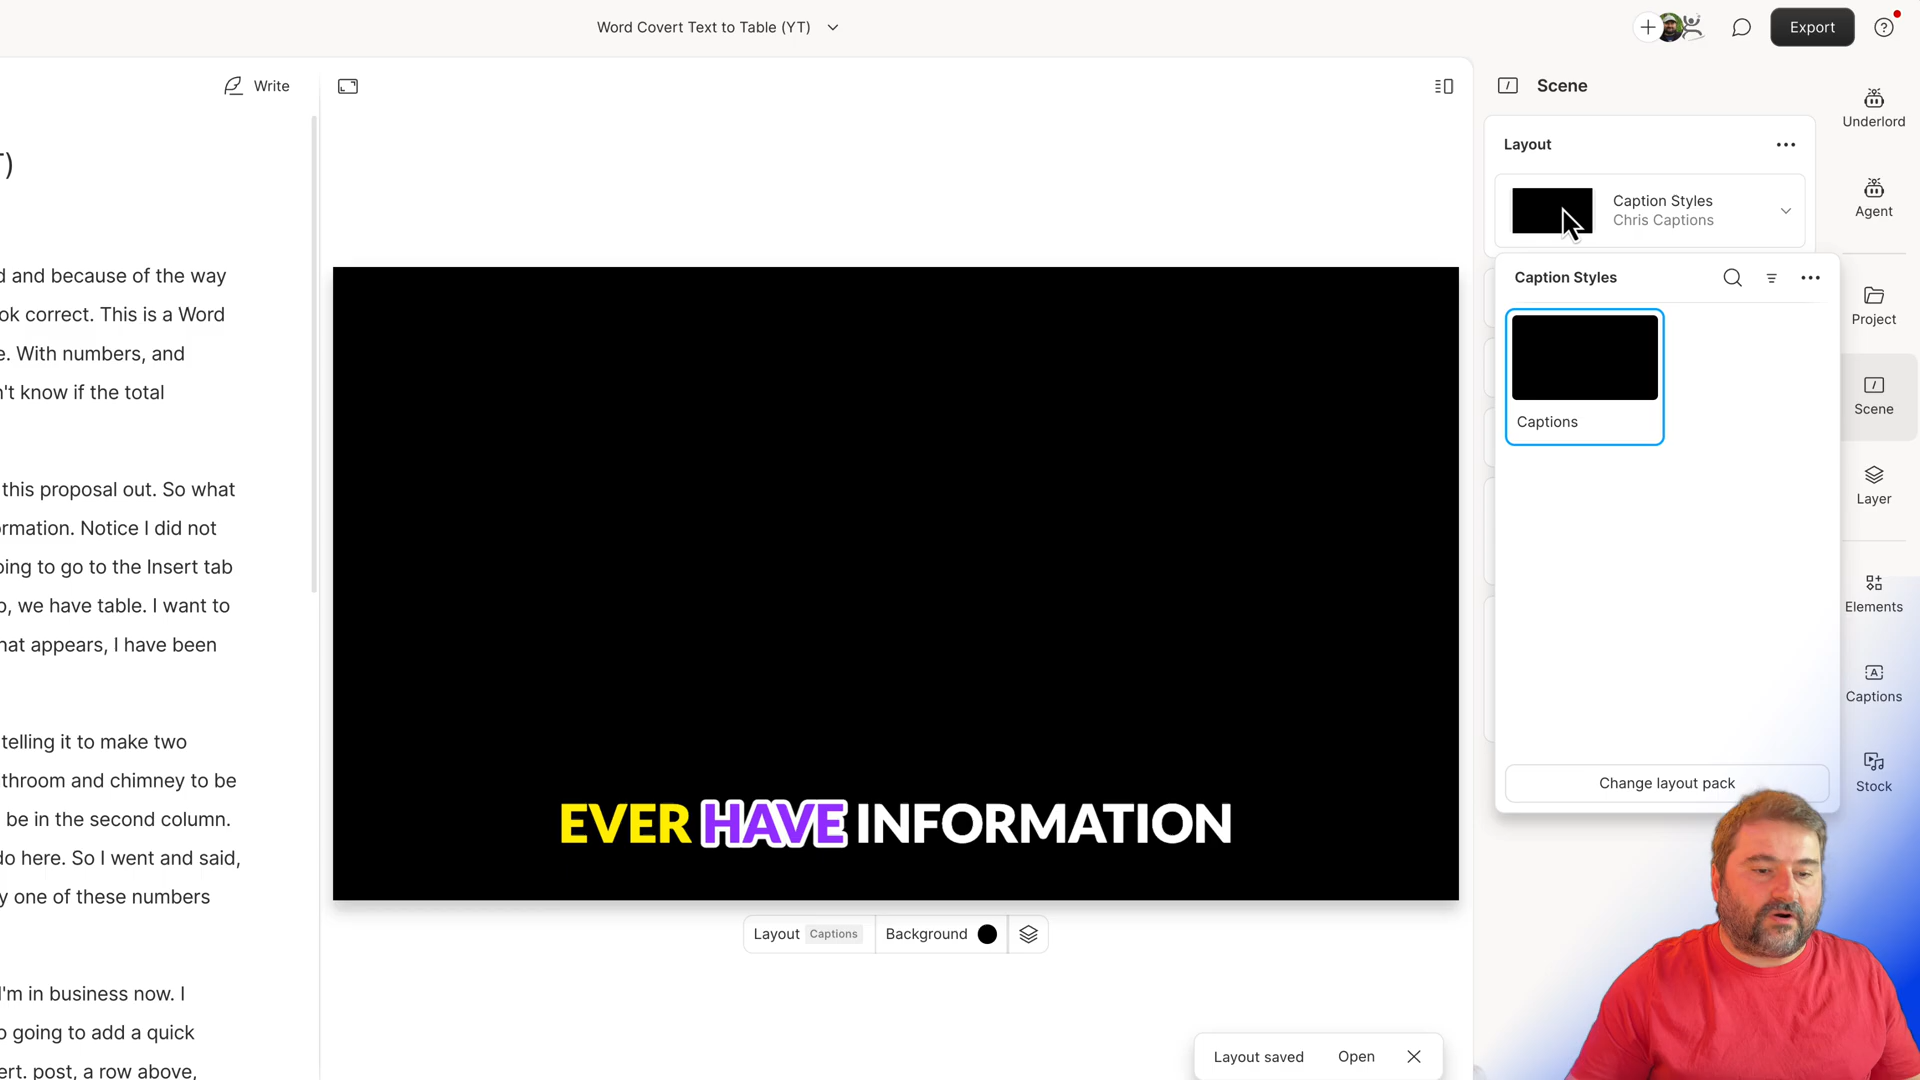 Word Covert Text to Table (YT)
Export
Write
Scene
Underlord
Layout
T)
Caption Styles
Chris Captions
Agent
d and because of the way
ok correct. This is a Word
e. With numbers, and
't know if the total
Caption Styles
Project
Captions
Scene
Layer
this proposal out. So what
rmation. Notice I did not
ing to go to the Insert tab
o, we have table. I want to
hat appears, I have been
Elements
Captions
telling it to make two
throom and chimney to be
be in the second column.
do here. So I went and said,
y one of these numbers
Change layout pack
Stock
EVER HAVE INFORMATION
Layout Captions Background
I'm in business now. I
o going to add a quick
ert. post, a row above,
Layout saved Open